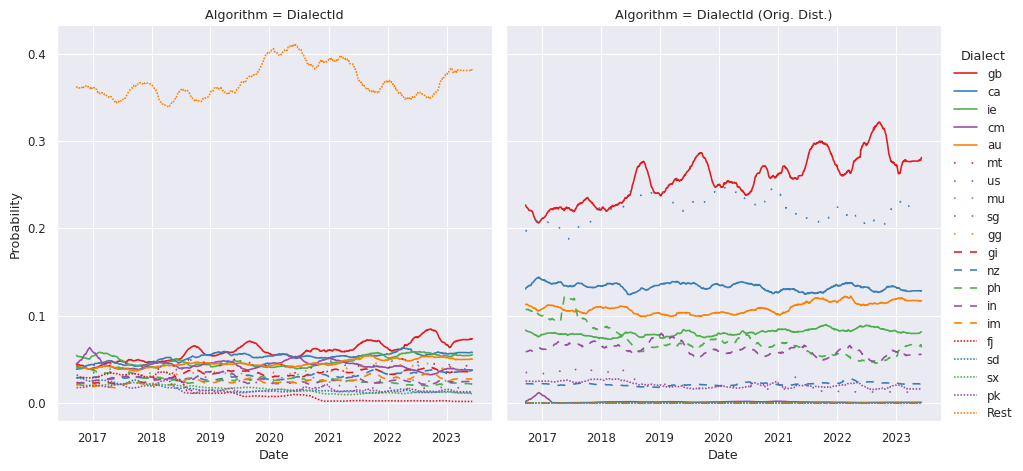 Algorithm = DialectId
Algorithm = DialectId (Orig. Dist.)
Probability
0.4
0.3
0.2
0.1
0.0
2017 2018 2019 2020 2021 2022 2023
Date
2017 2018 2019 2020 2021 2022 2023
Date
Dialect
gb
ca
ie
cm
au
mt
us
mu
sg
gg
gi
nz
ph
in
im
fj
sd
sx
pk
Rest